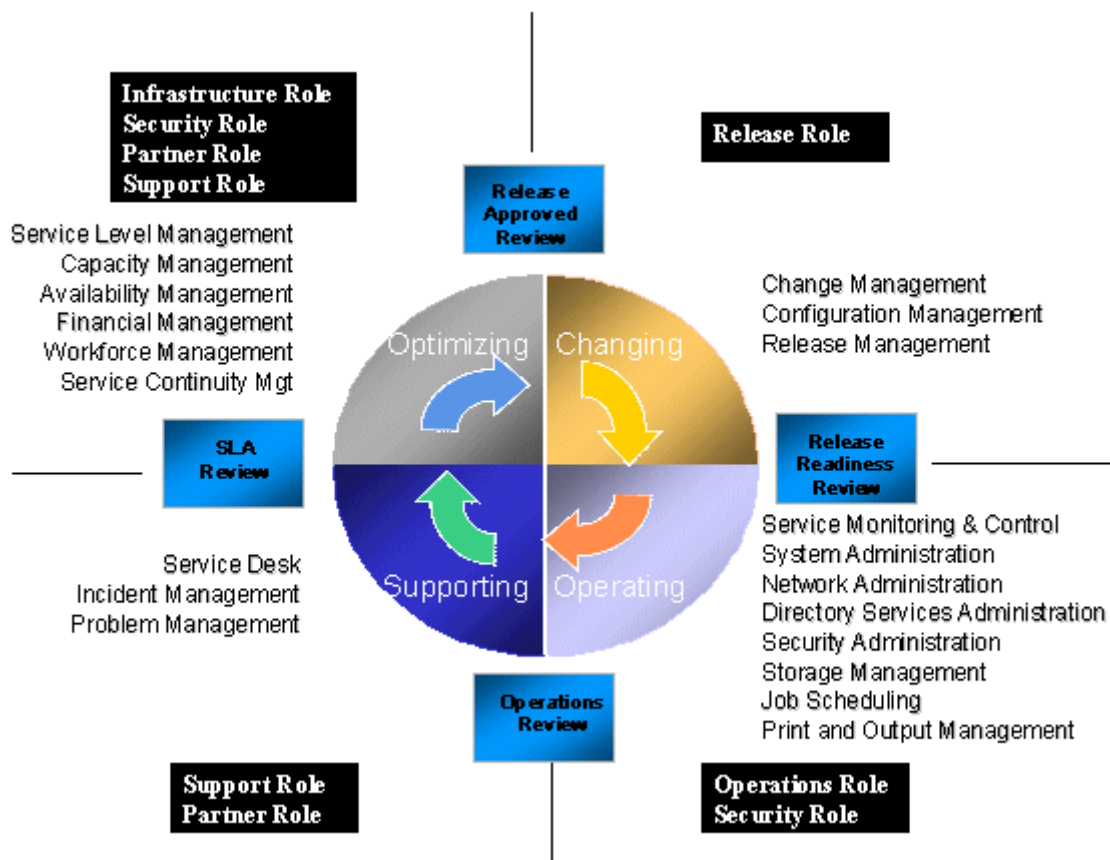 Infrastructure Role
Security Role
Partner Role
Support Role
Release Role
Release
Approved
Review
Service Level Management
Capacity Management
Availability Management
Financial Management
Workforce Management
Service Continuity Mgt
Change Management
Configuration Management
Release Management
Optimizing
Changing
SLA
Review
Release
Readiness
Review
Service Desk
Incident Management
Problem Management
Supporting
Operating
Service Monitoring & Control
System Administration
Network Administration
Directory Services Administration
Security Administration
Storage Management
Job Scheduling
Print and Output Management
Operations
Review
Support Role
Partner Role
Operations Role
Security Role